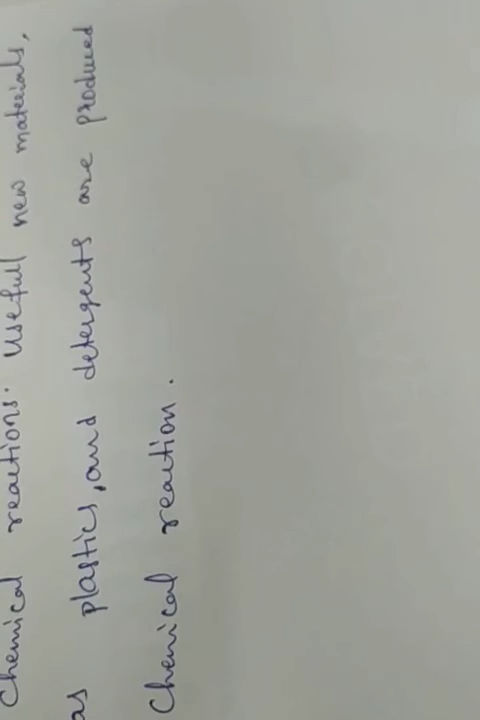 Chemical reactions. Usefull new materials,
as plastics, and detergents are produced
Chemical reaction.